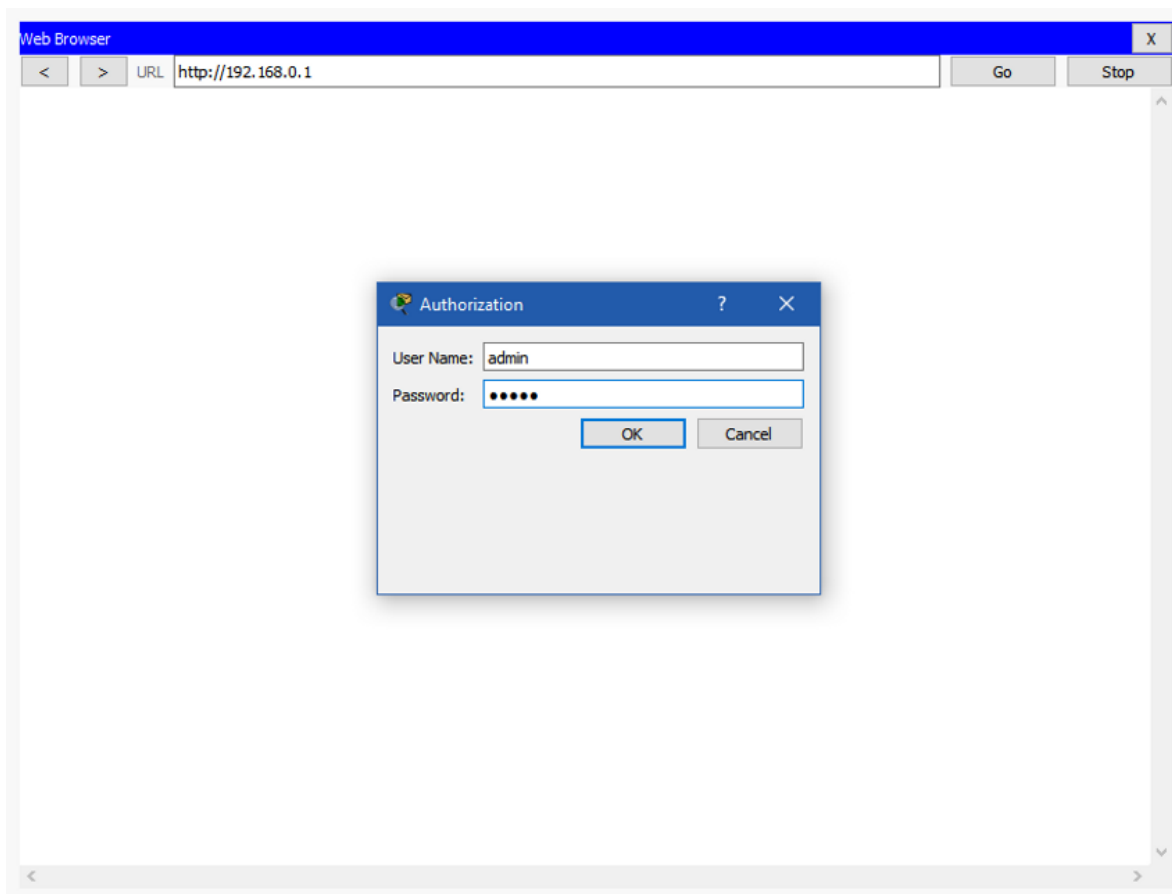 Web Browser X
< > URL http://192.168.0.1 Go Stop
Authorization ? X
User Name: admin
Password: •••••
OK Cancel